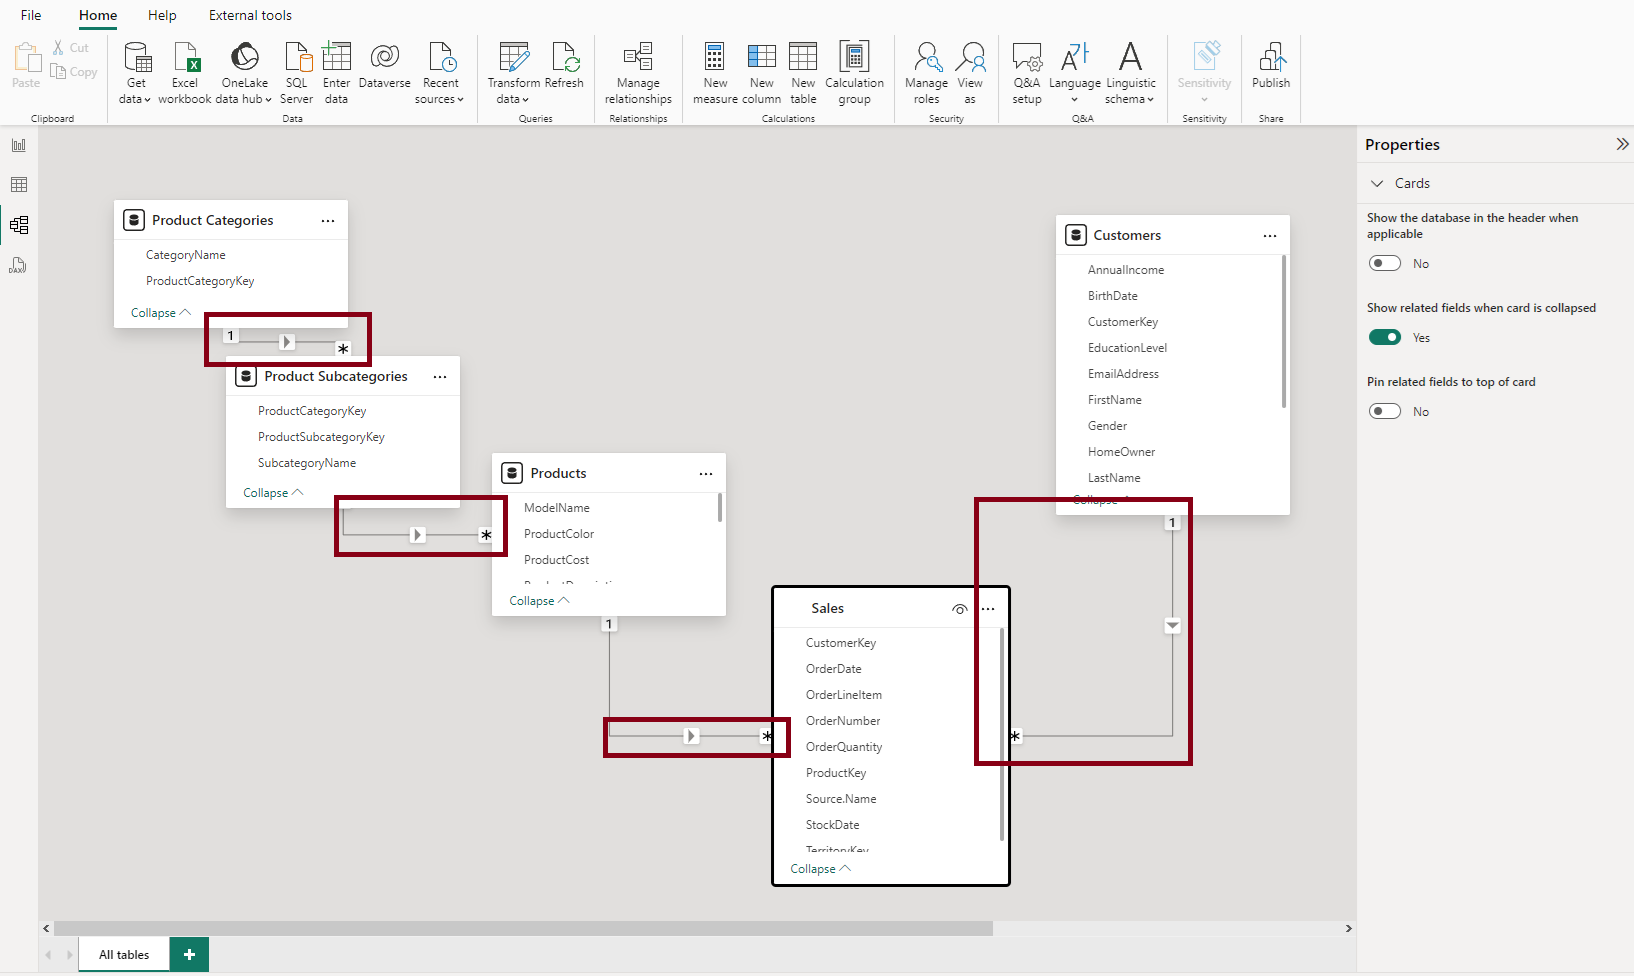 File
Home
Help
External tools
Paste
Cut
Copy
Clipboard
Get
data
Excel
workbook
OneLake
data hub
SQL
Server
Enter
data
Dataverse
Recent
sources
Data
Transform
data
Refresh
Queries
Manage
relationships
Relationships
New
measure
New
column
New
table
Calculation
group
Calculations
Manage
roles
View
as
Security
Q&A
setup
Language
Linguistic
schema
Q&A
Sensitivity
Sensitivity
Publish
Share
Product Categories
CategoryName
ProductCategoryKey
Collapse
1
*
Product Subcategories
ProductCategoryKey
ProductSubcategoryKey
SubcategoryName
Collapse
*
Products
ModelName
ProductColor
ProductCost
Collapse
1
*
Sales
CustomerKey
OrderDate
OrderLineItem
OrderNumber
OrderQuantity
ProductKey
Source.Name
StockDate
TerritoryKey
Collapse
Customers
AnnualIncome
BirthDate
CustomerKey
EducationLevel
EmailAddress
FirstName
Gender
HomeOwner
LastName
Collapse
1
*
Properties
Cards
Show the database in the header when
applicable
No
Show related fields when card is collapsed
Yes
Pin related fields to top of card
No
DAX
All tables
+